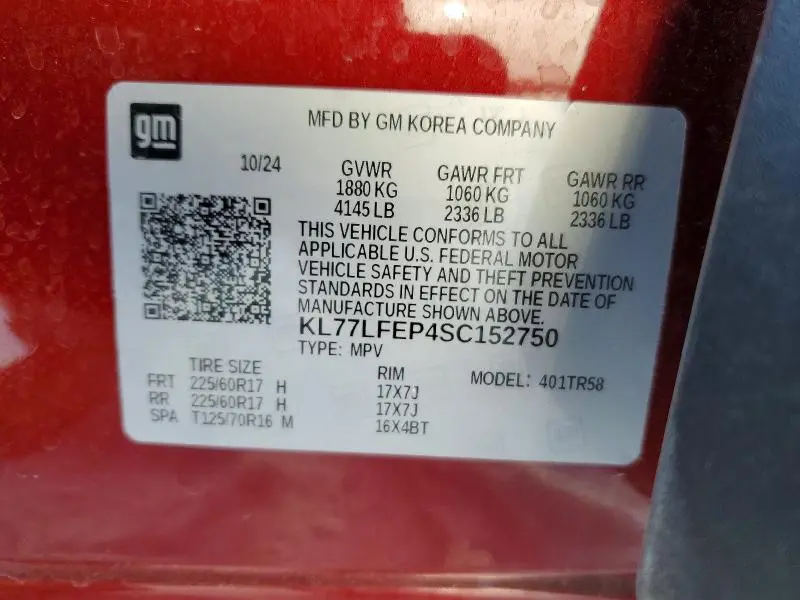 gm
MFD BY GM KOREA COMPANY
10/24
GVWR GAWR FRT GAWR RR
1880 KG 1060 KG 1060 KG
4145 LB 2336 LB 2336 LB
THIS VEHICLE CONFORMS TO ALL
APPLICABLE U.S. FEDERAL MOTOR
VEHICLE SAFETY AND THEFT PREVENTION
STANDARDS IN EFFECT ON THE DATE OF
MANUFACTURE SHOWN ABOVE.
KL77LFEP4SC152750
TYPE: MPV
TIRE SIZE RIM MODEL: 401TR58
FRT 225/60R17 H 17X7J
RR 225/60R17 H 17X7J
SPA T125/70R16 M 16X4BT